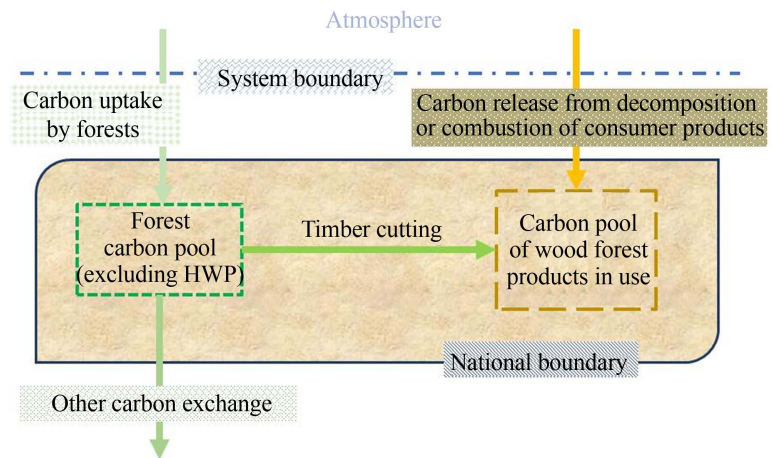 Atmosphere
System boundary
Carbon uptake
by forests
Carbon release from decomposition
or combustion of consumer products
Forest
carbon pool
(excluding HWP)
Timber cutting
Carbon pool
of wood forest
products in use
National boundary
Other carbon exchange